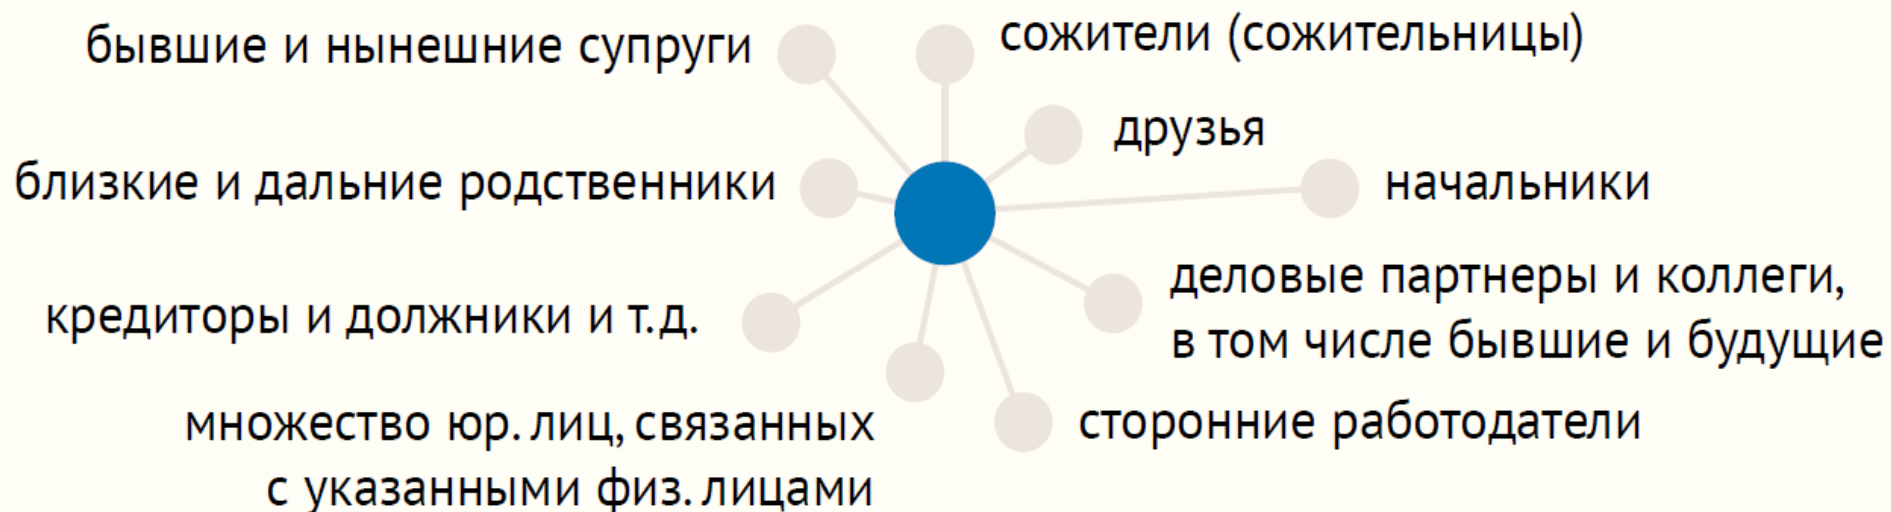 бывшие и нынешние супруги
сожители (сожительницы)
друзья
близкие и дальние родственники
начальники
деловые партнеры и коллеги,
в том числе бывшие и будущие
кредиторы и должники и т.д.
множество юр. лиц, связанных
с указанными физ. лицами
сторонние работодатели